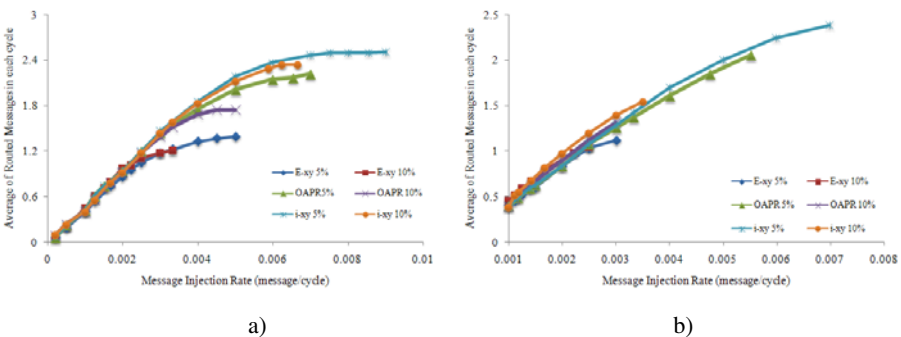 3
2.4
1.8
1.2
0.6
0
Average of Routed Messages in each cycle
0
0.002
0.004
0.006
0.008
0.01
Message Injection Rate (message/cycle)
E-xy 5%
E-xy 10%
OAPR 5%
OAPR 10%
i-xy 5%
i-xy 10%
a)
2.5
2
1.5
1
0.5
0
Average of Routed Messages in each cycle
0.001
0.002
0.003
0.004
0.005
0.006
0.007
0.008
Message Injection Rate (message/cycle)
E-xy 5%
E-xy 10%
OAPR 5%
OAPR 10%
i-xy 5%
i-xy 10%
b)